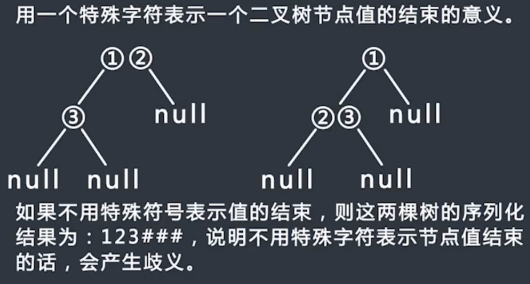 用一个特殊字符表示一个二叉树节点值的结束的意义。
①② ①
③ null ②③ null
null null null null
如果不用特殊符号表示值的结束，则这两棵树的序列化
结果为：123###，说明不用特殊字符表示节点值结束
的话，会产生歧义。